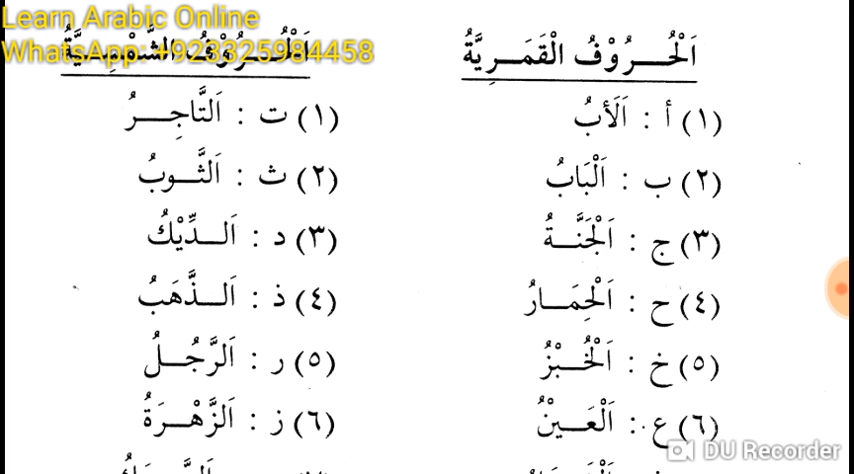 Learn Arabic Online
WhatsApp: +923325984458
اَلْحُرُوْفُ الْقَمَرِيَّةُ
(١) أ : اَلْأَبُ
(٢) ب : اَلْبَابُ
(٣) ج : اَلْجَنَّةُ
(٤) ح : اَلْحِمَارُ
(٥) خ : اَلْخُبْزُ
(٦) ع : اَلْعَيْنُ
اَلْحُرُوْفُ الشَّمْسِيَّةُ
(١) ت : اَلتَّاجِرُ
(٢) ث : اَلثَّوبُ
(٣) د : اَلدِّيْكُ
(٤) ذ : اَلذَّهَبُ
(٥) ر : اَلرَّجُلُ
(٦) ز : اَلزَّهْرَةُ
DU Recorder